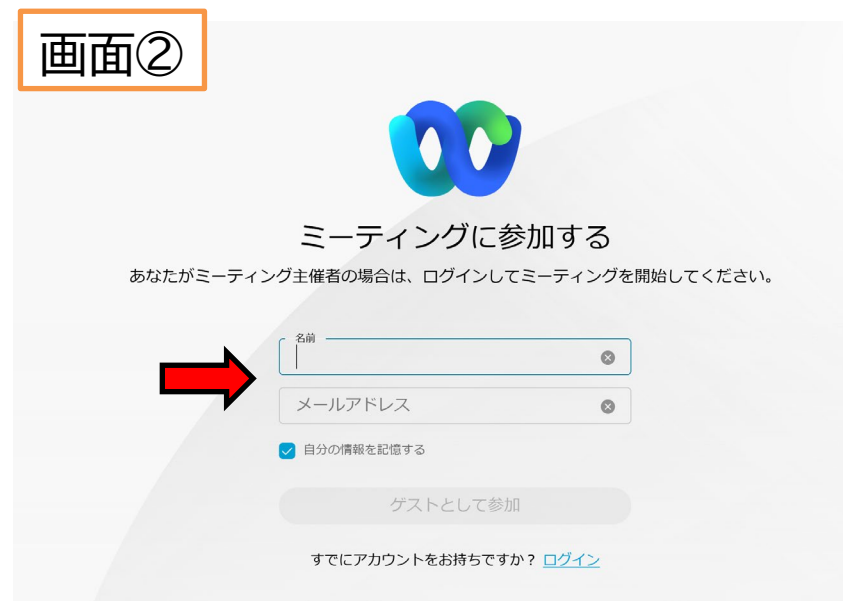 画面②
ミーティングに参加する
あなたがミーティング主催者の場合は、ログインしてミーティングを開始してください。
名前
メールアドレス
自分の情報を記憶する
ゲストとして参加
すでにアカウントをお持ちですか？ ログイン